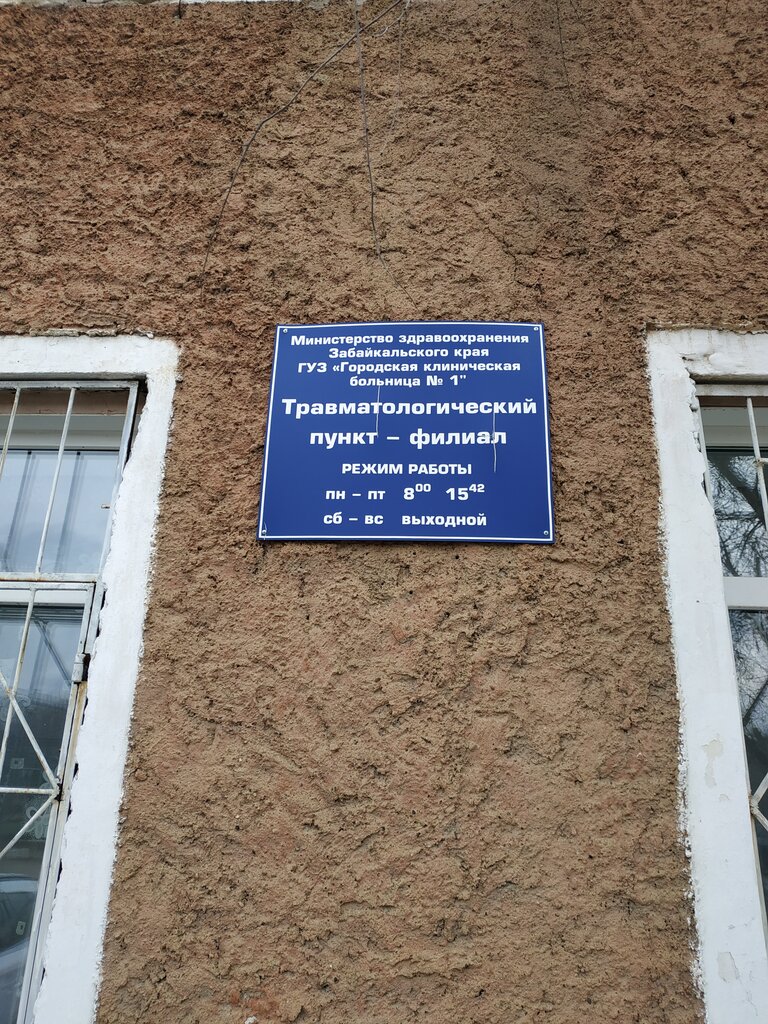 Министерство здравоохранения
Забайкальского края
ГУЗ «Городская клиническая
больница № 1"
Травматологический
пункт – филиал
РЕЖИМ РАБОТЫ
пн – пт 8⁰⁰ 15⁴²
сб – вс выходной